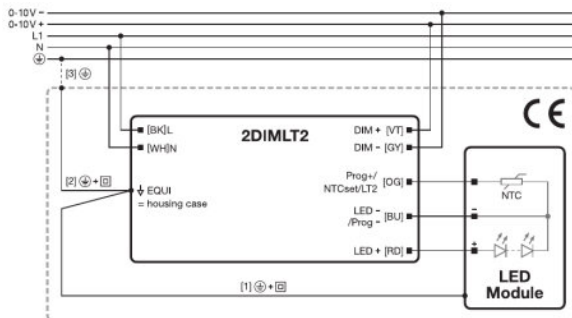 0-10V -
0-10V +
L1
N
[3]
CE
2DIMLT2
[BK]L
[WH]N
DIM + [VT]
DIM - [GY]
[2] +
EQUI
= housing case
Prog+/
NTCset/LT2
[OG]
LED -
/Prog -
[BU]
LED + [RD]
NTC
-
+
LED
Module
[1] +